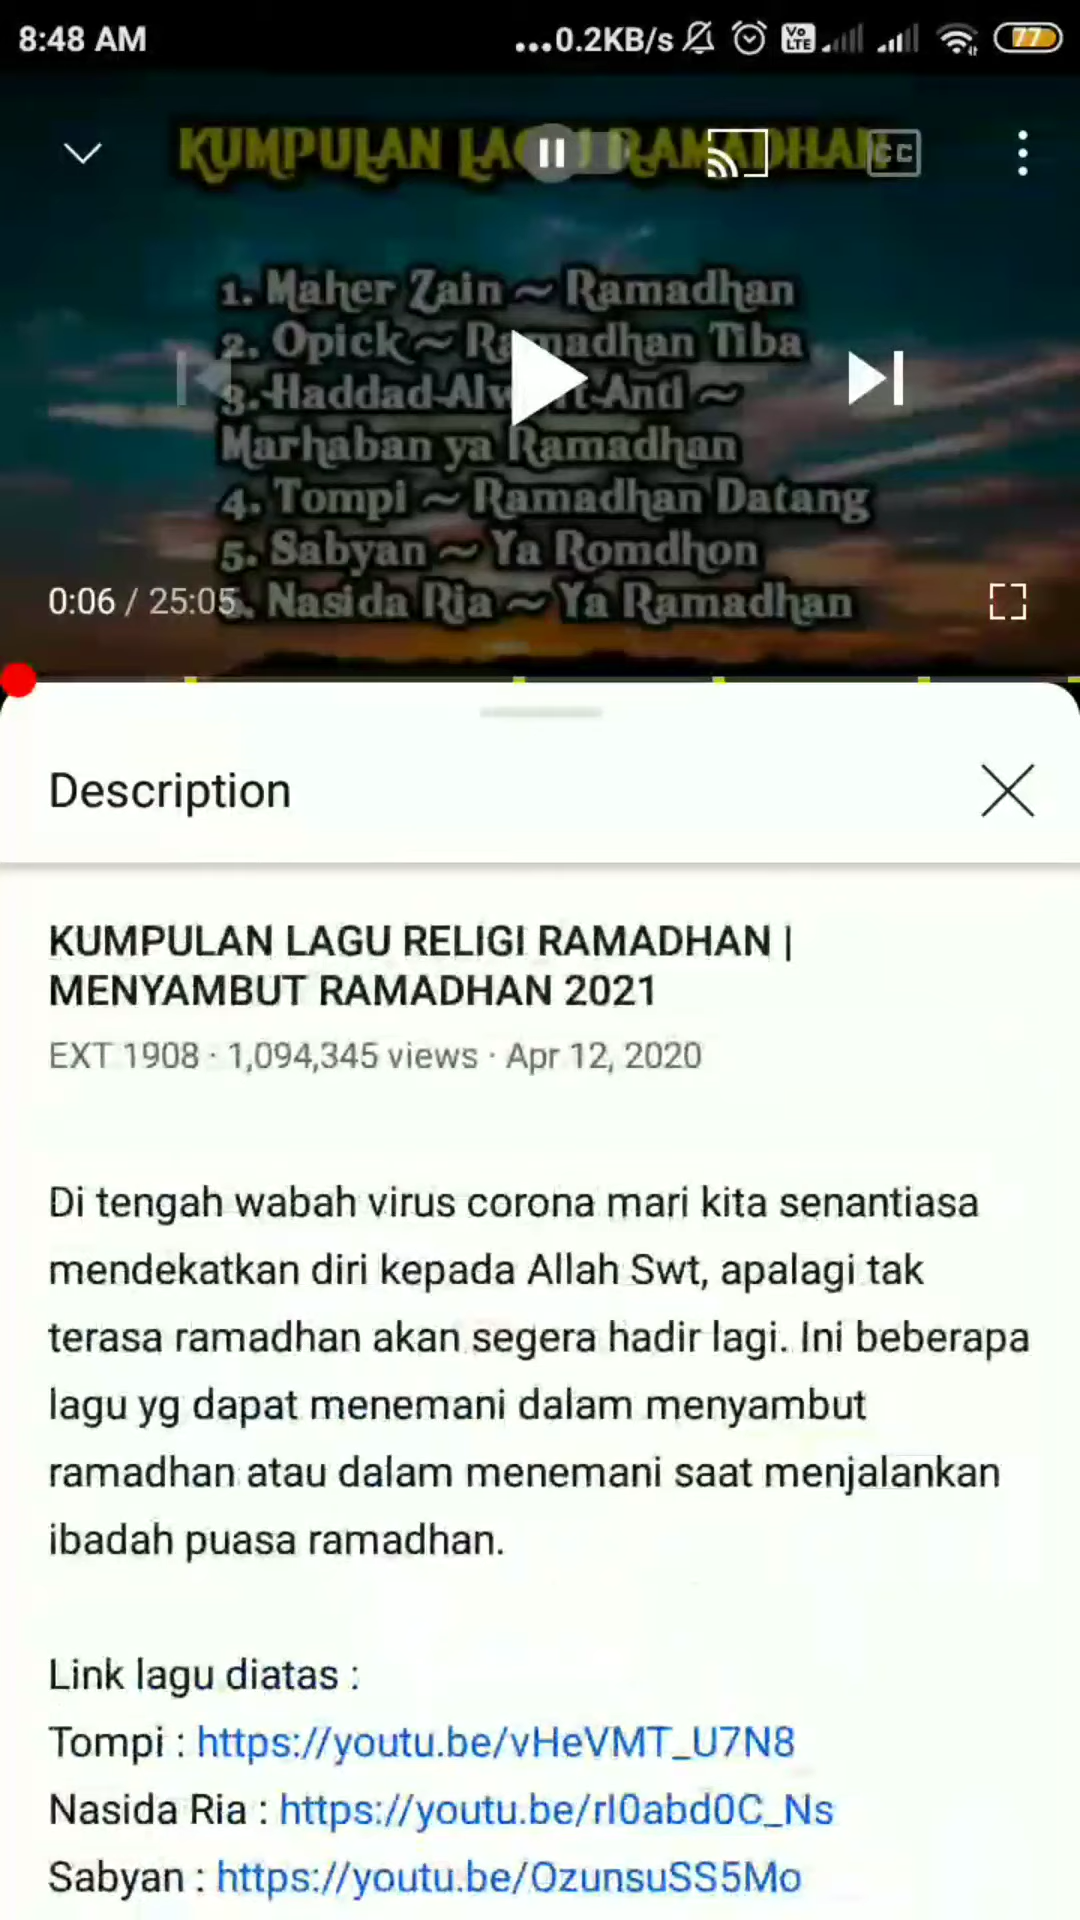 8:48 AM
...0.2KB/s
Vo LTE
77
KUMPULAN LAGU RAMADHAN
CC
1. Maher Zain ~ Ramadhan
2. Opick ~ Ramadhan Tiba
3. Haddad Anti ~
Marhaban ya Ramadhan
4. Tompi ~ Ramadhan Datang
5. Sabyan ~ Ya Romdhon
0:06 / 25:05
Nasida Ria ~ Ya Ramadhan
Description
KUMPULAN LAGU RELIGI RAMADHAN |
MENYAMBUT RAMADHAN 2021
EXT 1908 · 1,094,345 views · Apr 12, 2020
Di tengah wabah virus corona mari kita senantiasa
mendekatkan diri kepada Allah Swt, apalagi tak
terasa ramadhan akan segera hadir lagi. Ini beberapa
lagu yg dapat menemani dalam menyambut
ramadhan atau dalam menemani saat menjalankan
ibadah puasa ramadhan.
Link lagu diatas :
Tompi : https://youtu.be/vHeVMT_U7N8
Nasida Ria : https://youtu.be/rI0abd0C_Ns
Sabyan : https://youtu.be/OzunsuSS5Mo